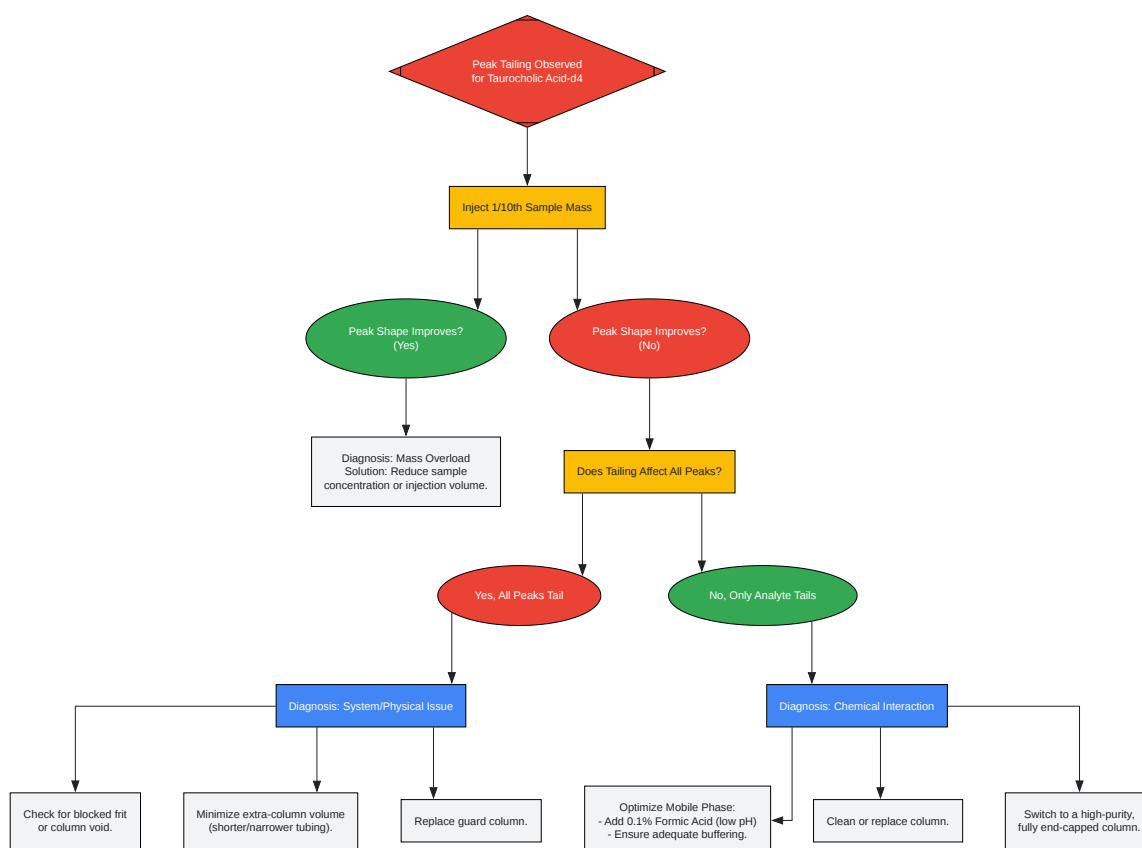 Peak Tailing Observed
for Taurocholic Acid-d4
Inject 1/10th Sample Mass
Peak Shape Improves?
(Yes)
Peak Shape Improves?
(No)
Diagnosis: Mass Overload
Solution: Reduce sample
concentration or injection volume.
Does Tailing Affect All Peaks?
Yes, All Peaks Tail
No, Only Analyte Tails
Diagnosis: System/Physical Issue
Diagnosis: Chemical Interaction
Check for blocked frit
or column void.
Minimize extra-column volume
(shorter/narrower tubing).
Replace guard column.
Optimize Mobile Phase:
- Add 0.1% Formic Acid (low pH)
- Ensure adequate buffering.
Clean or replace column.
Switch to a high-purity,
fully end-capped column.